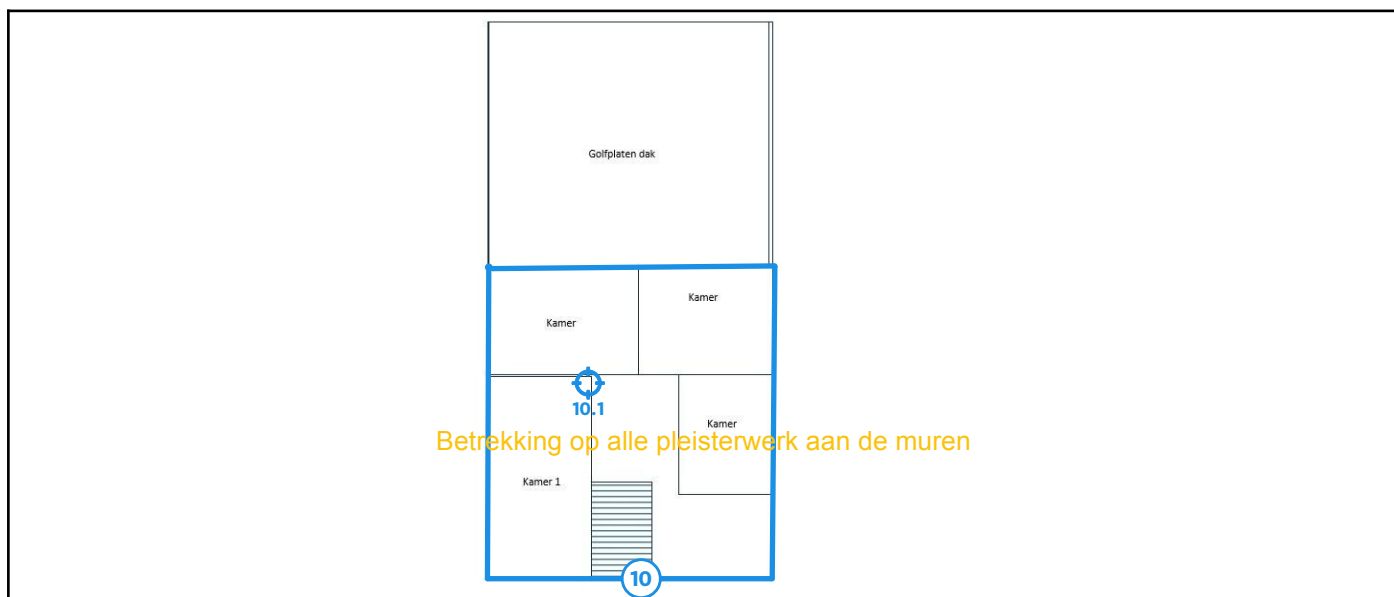 Golfplaten dak
Kamer
Kamer
10.1
Kamer
Betrekking op alle pleisterwerk aan de muren
Kamer 1
10